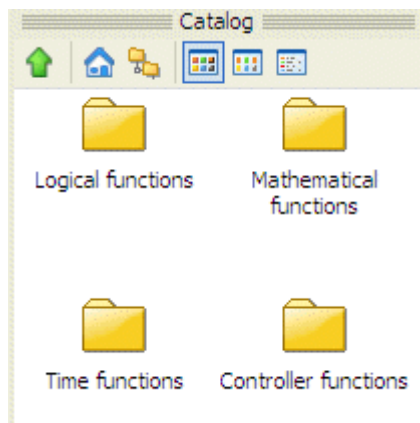 Catalog
Logical functions
Mathematical
functions
Time functions
Controller functions